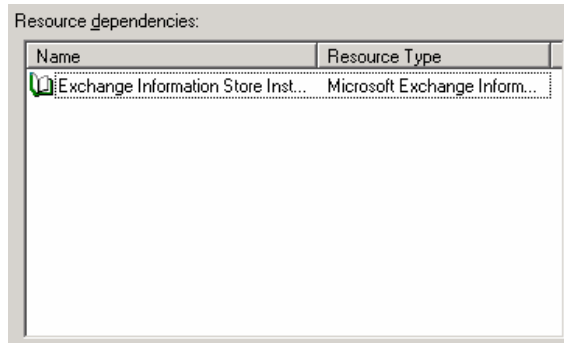 Resource dependencies:
Name Resource Type
Exchange Information Store Inst... Microsoft Exchange Inform...